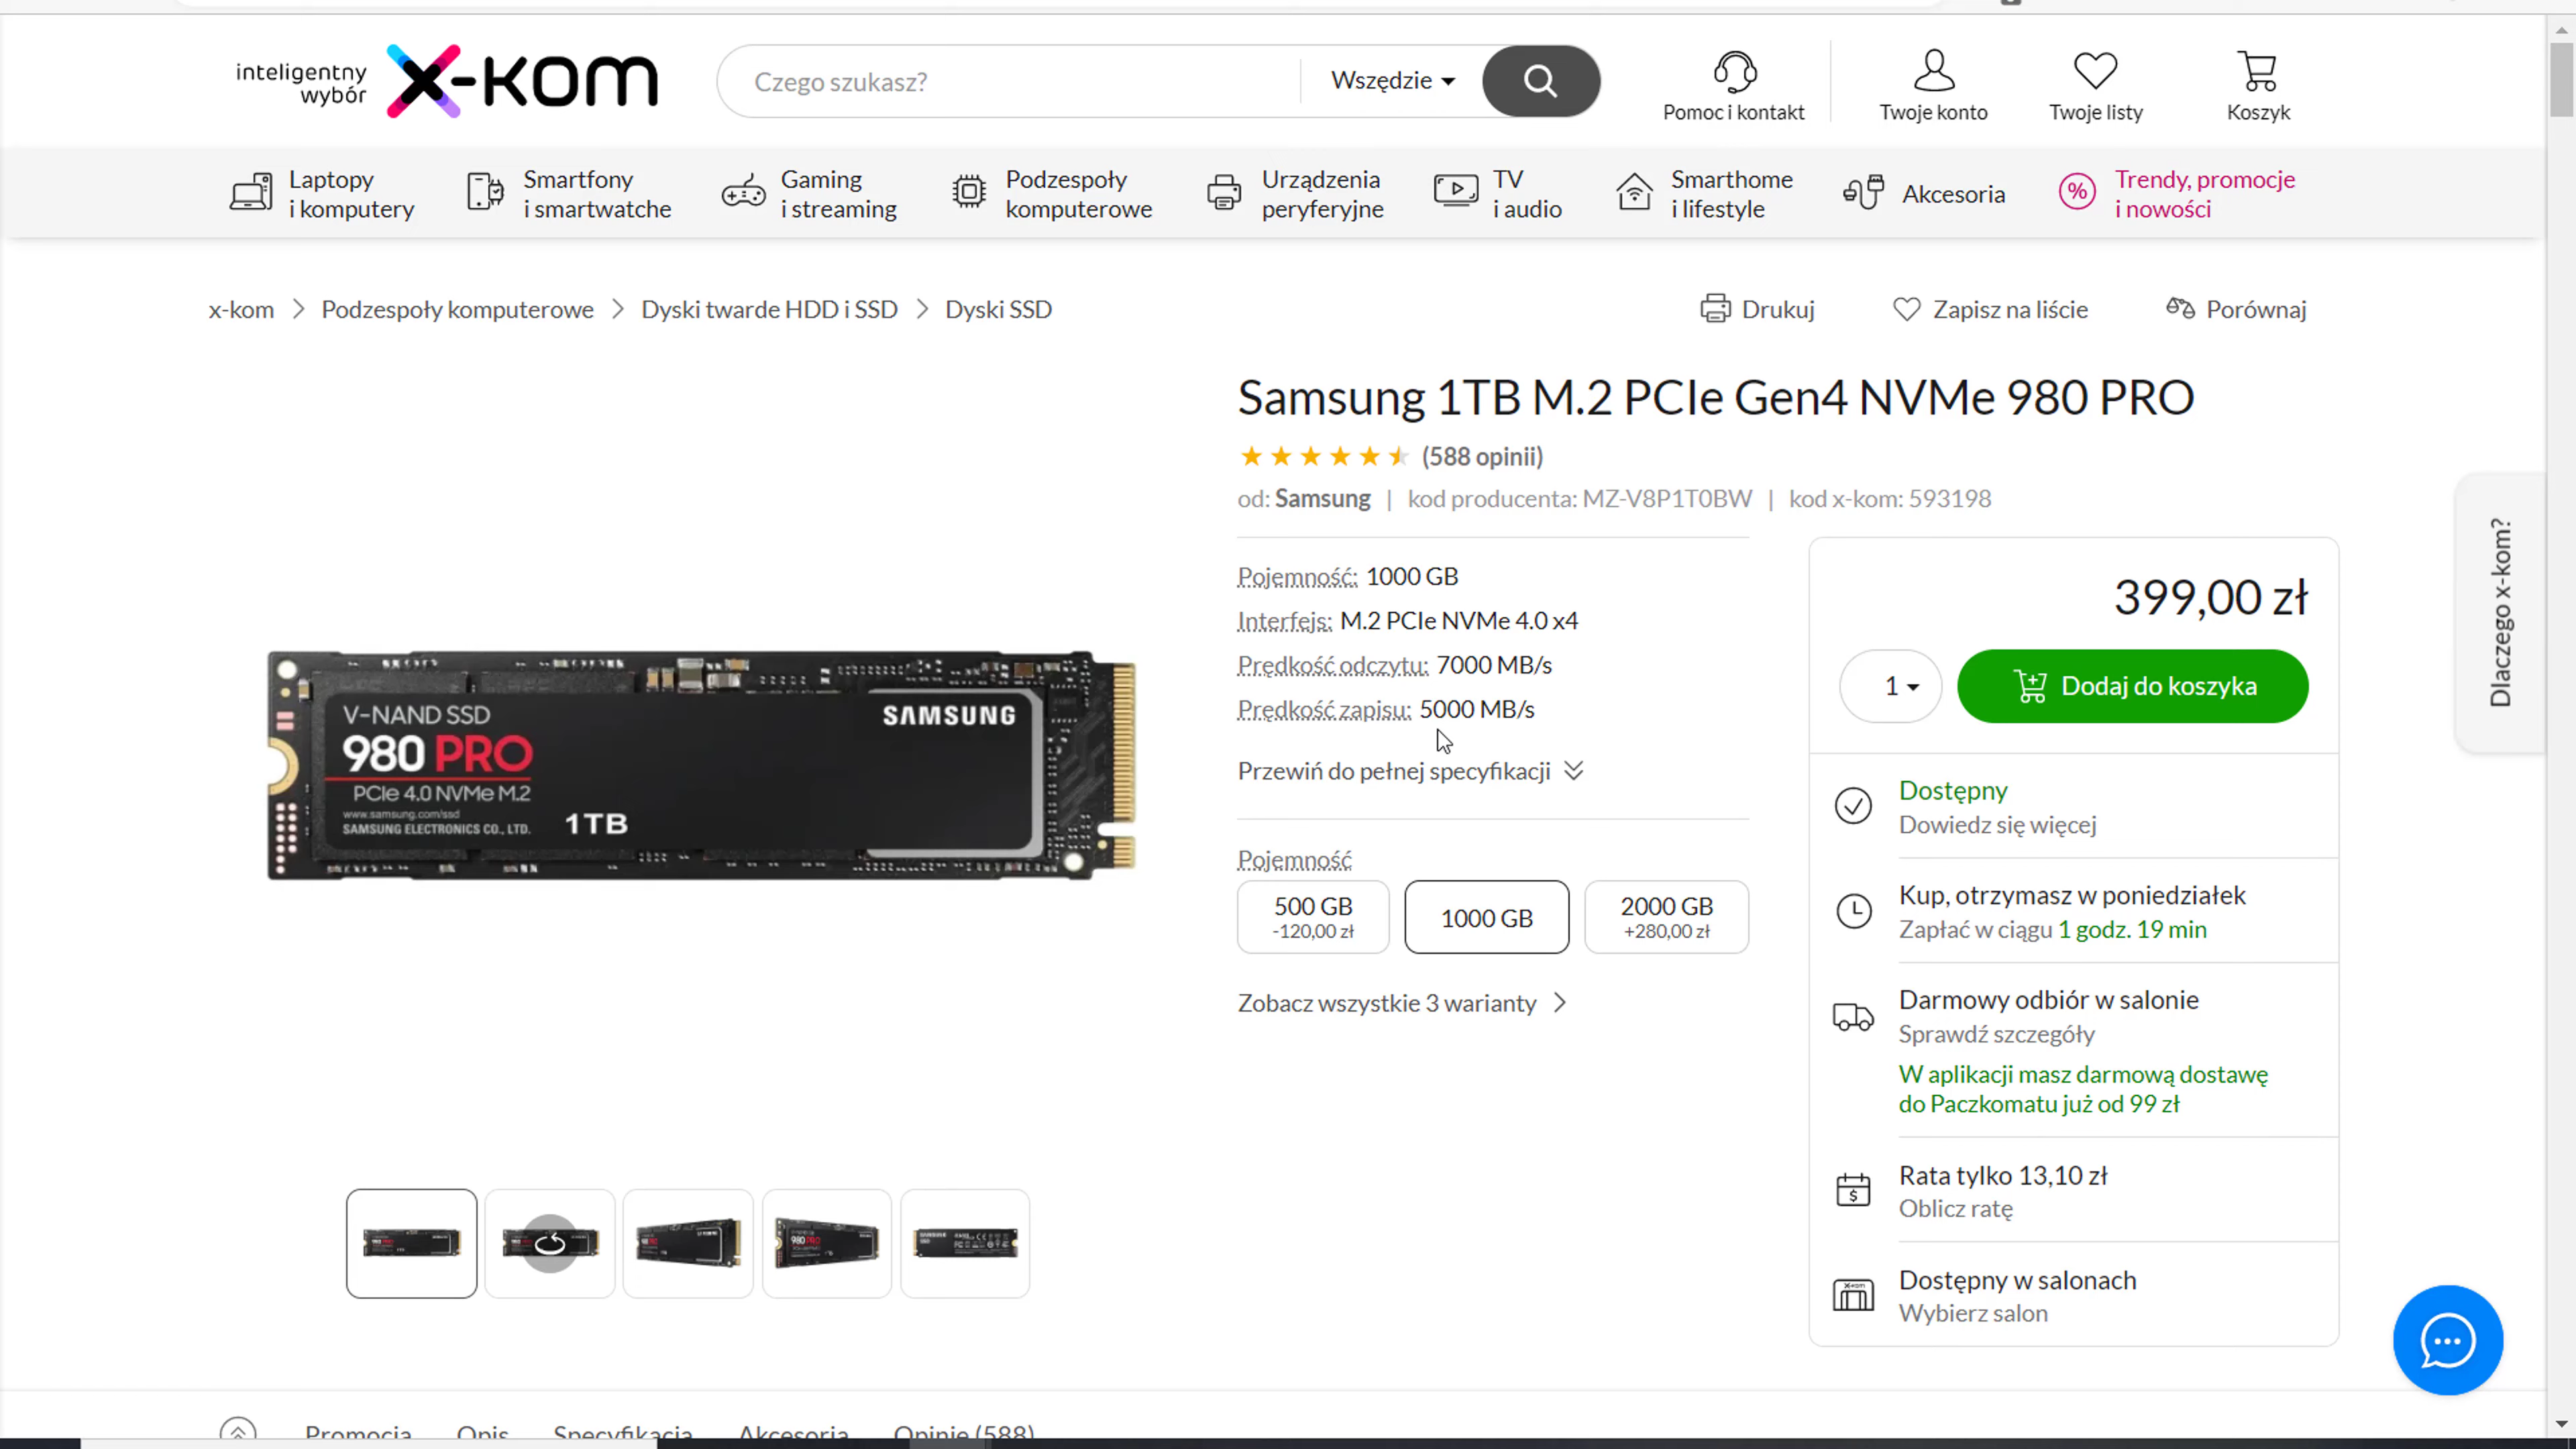 inteligentny
wybór
x-kom
Czego szukasz?
Wszędzie
Pomoc i kontakt
Twoje konto
Twoje listy
Koszyk
Laptopy
i komputery
Smartfony
i smartwatche
Gaming
i streaming
Podzespoły
komputerowe
Urządzenia
peryferyjne
TV
i audio
Smarthome
i lifestyle
Akcesoria
Trendy, promocje
i nowości
x-kom
Podzespoły komputerowe
Dyski twarde HDD i SSD
Dyski SSD
Drukuj
Zapisz na liście
Porównaj
Samsung 1TB M.2 PCIe Gen4 NVMe 980 PRO
(588 opinii)
od: Samsung | kod producenta: MZ-V8P1T0BW | kod x-kom: 593198
Pojemność: 1000 GB
Interfejs: M.2 PCIe NVMe 4.0 x4
Prędkość odczytu: 7000 MB/s
Prędkość zapisu: 5000 MB/s
Przewiń do pełnej specyfikacji
Pojemność
500 GB
-120,00 zł
1000 GB
2000 GB
+280,00 zł
Zobacz wszystkie 3 warianty
399,00 zł
1
Dodaj do koszyka
Dostępny
Dowiedz się więcej
Kup, otrzymasz w poniedziałek
Zapłać w ciągu 1 godz. 19 min
Darmowy odbiór w salonie
Sprawdź szczegóły
W aplikacji masz darmową dostawę
do Paczkomatu już od 99 zł
Rata tylko 13,10 zł
Oblicz ratę
Dostępny w salonach
Wybierz salon
Dlaczego x-kom?
V-NAND SSD
980 PRO
PCIe 4.0 NVMe M.2
www.samsung.com/ssd
SAMSUNG ELECTRONICS CO., LTD.
1TB
SAMSUNG
Promocja
Opis
Specyfikacja
Akcesoria
Opinie (588)